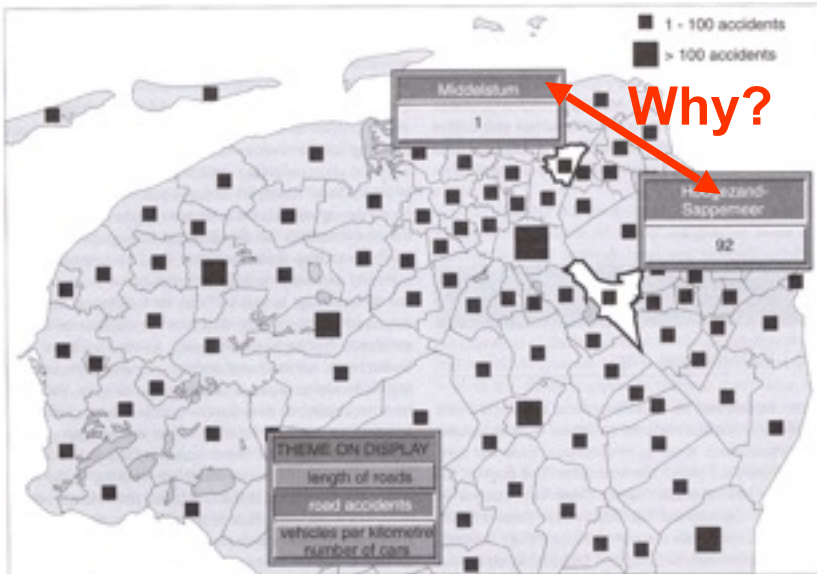 1 - 100 accidents
> 100 accidents
Middelstum
1
Why?
Hoogezand-
Sappemeer
92
THEME ON DISPLAY
length of roads
road accidents
vehicles per kilometre
number of cars